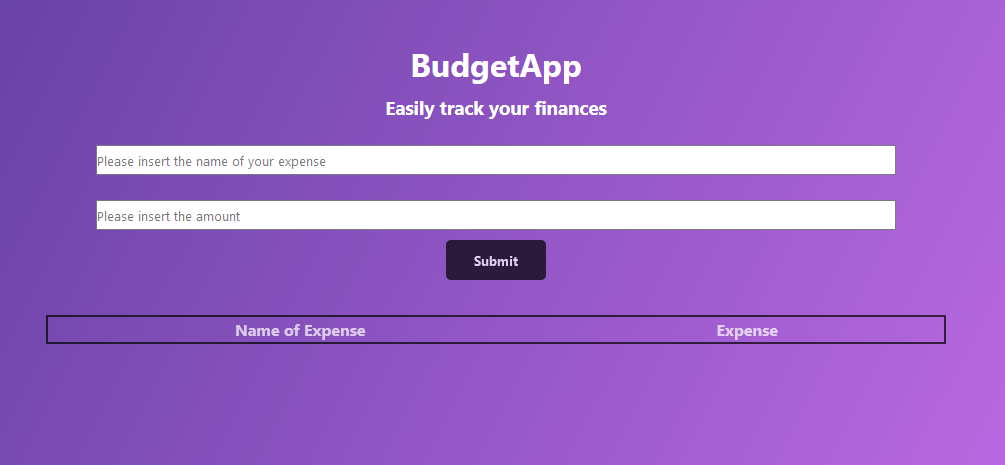 BudgetApp
Easily track your finances
Please insert the name of your expense
Please insert the amount
Submit
Name of Expense Expense